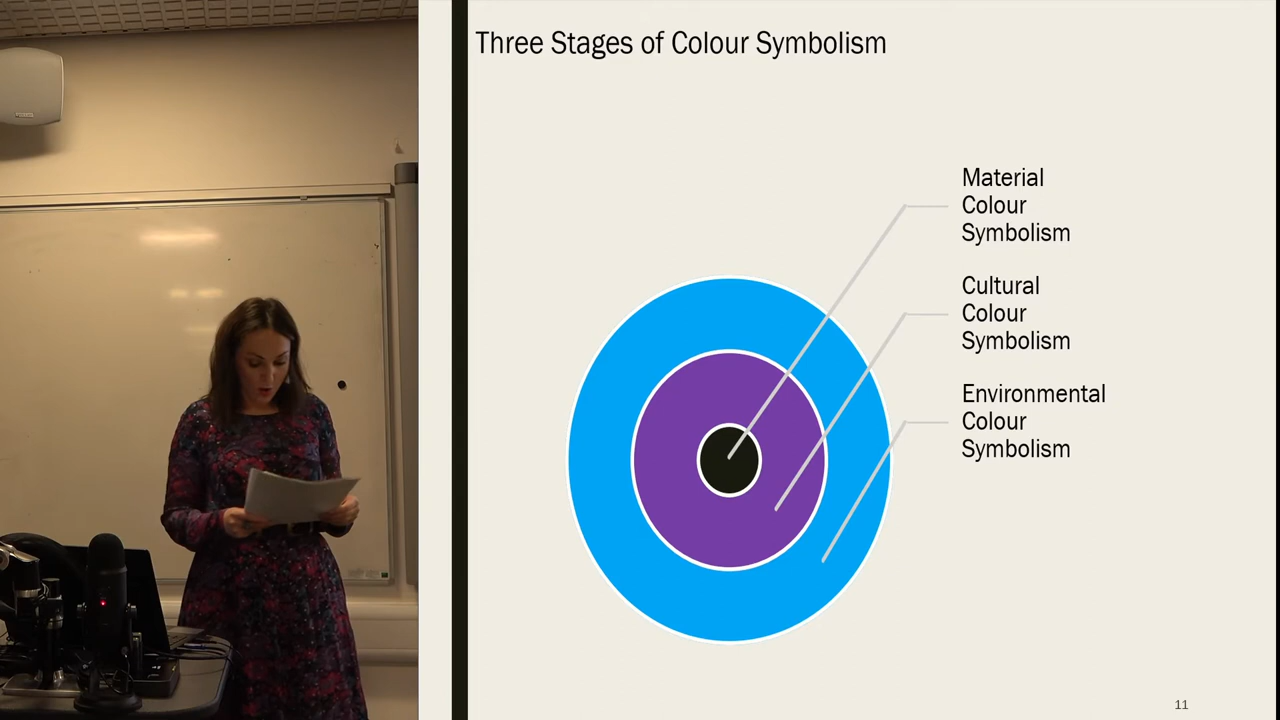 Three Stages of Colour Symbolism
Material
Colour
Symbolism
Cultural
Colour
Symbolism
Environmental
Colour
Symbolism
11